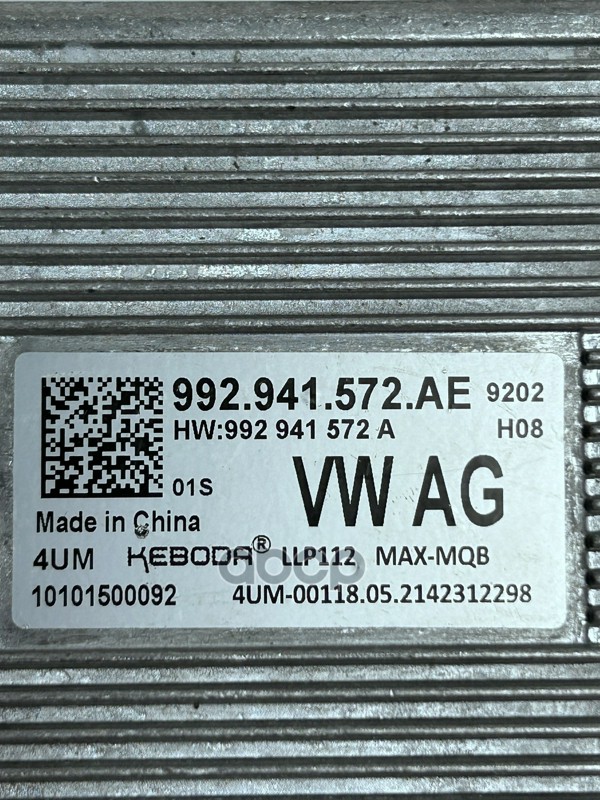 992.941.572.AE 9202
HW:992 941 572 A H08
01S VW AG
Made in China
4UM KEBODA® LLP112 MAX-MQB
10101500092 4UM-00118.05.2142312298